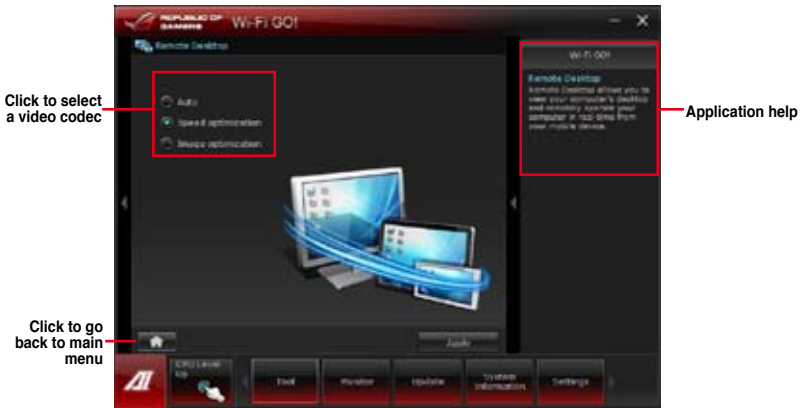 REPUBLIC OF GAMERS
Wi-Fi GO!
Remote Desktop
Wi-Fi GO!
Click to select
a video codec
Auto
Speed optimization
Image optimization
Remote Desktop
Remote Desktop allows you to
view your computer's desktop
and remotely operate your
computer in real-time from
your mobile device.
Application help
Click to go
back to main
menu
Apply
CPU Level
Up
Tool
Monitor
Update
System
Information
Settings